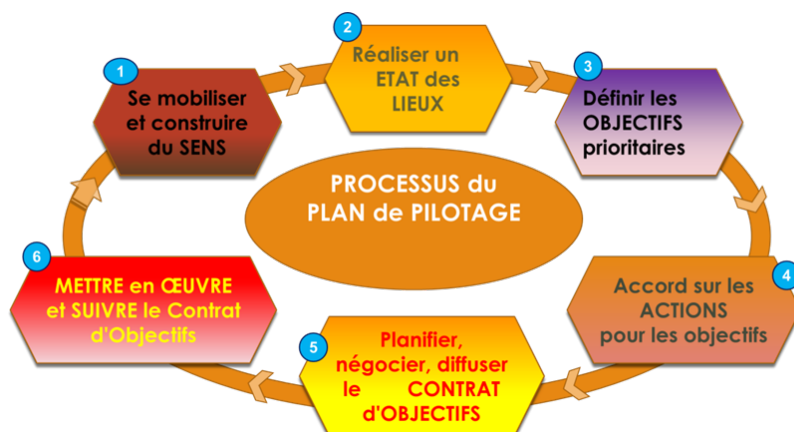 1
Se mobiliser
et construire
du SENS
2
Réaliser un
ETAT des
LIEUX
3
Définir les
OBJECTIFS
prioritaires
PROCESSUS du
PLAN de PILOTAGE
4
Accord sur les
ACTIONS
pour les objectifs
5
Planifier,
négocier, diffuser
le CONTRAT
d'OBJECTIFS
6
METTRE en ŒUVRE
et SUIVRE le Contrat
d'Objectifs